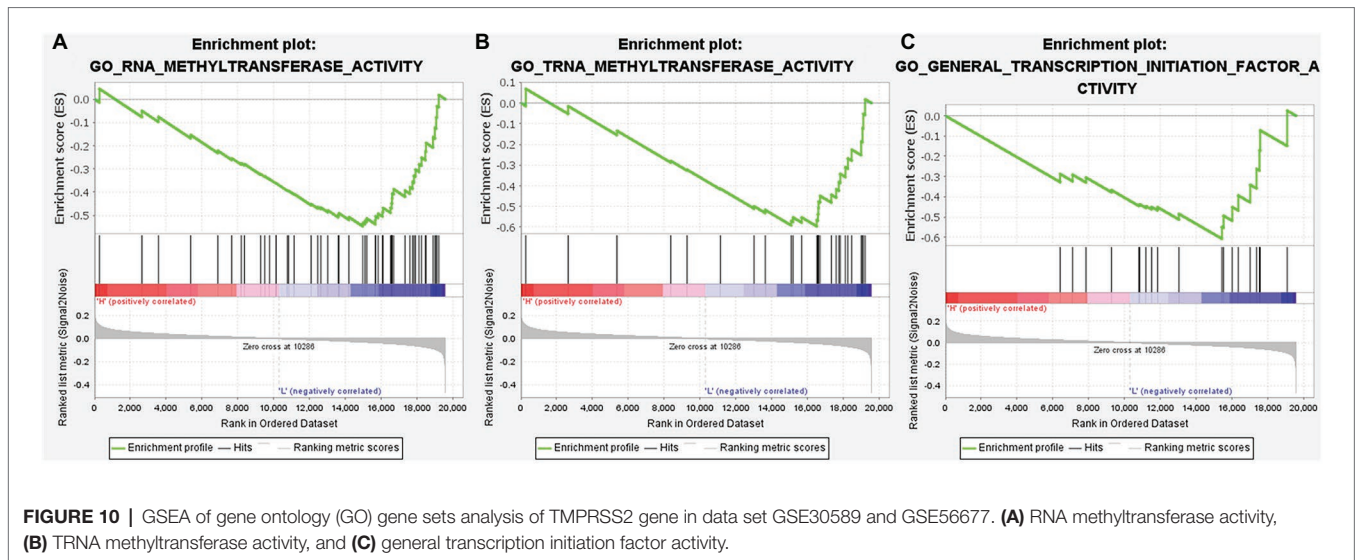 A
Enrichment plot:
GO_RNA_METHYLTRANSFERASE_ACTIVITY
Enrichment score (ES)
0.0
-0.1
-0.2
-0.3
-0.4
-0.5
'H' (positively correlated)
Ranked list metric (Signal2Noise)
0.2
0.0
-0.2
-0.4
Zero cross at 10286
'L' (negatively correlated)
0 2,000 4,000 6,000 8,000 10,000 12,000 14,000 16,000 18,000 20,000
Rank in Ordered Dataset
Enrichment profile Hits Ranking metric scores
B
Enrichment plot:
GO_TRNA_METHYLTRANSFERASE_ACTIVITY
Enrichment score (ES)
0.1
0.0
-0.1
-0.2
-0.3
-0.4
-0.5
-0.6
'H' (positively correlated)
Ranked list metric (Signal2Noise)
0.2
0.0
-0.2
-0.4
Zero cross at 10286
'L' (negatively correlated)
0 2,000 4,000 6,000 8,000 10,000 12,000 14,000 16,000 18,000 20,000
Rank in Ordered Dataset
Enrichment profile Hits Ranking metric scores
C
Enrichment plot:
GO_GENERAL_TRANSCRIPTION_INITIATION_FACTOR_A
CTIVITY
Enrichment score (ES)
0.0
-0.1
-0.2
-0.3
-0.4
-0.5
-0.6
'H' (positively correlated)
Ranked list metric (Signal2Noise)
0.2
0.0
-0.2
-0.4
Zero cross at 10286
'L' (negatively correlated)
0 2,000 4,000 6,000 8,000 10,000 12,000 14,000 16,000 18,000 20,000
Rank in Ordered Dataset
Enrichment profile Hits Ranking metric scores
FIGURE 10 | GSEA of gene ontology (GO) gene sets analysis of TMPRSS2 gene in data set GSE30589 and GSE56677. (A) RNA methyltransferase activity,
(B) TRNA methyltransferase activity, and (C) general transcription initiation factor activity.